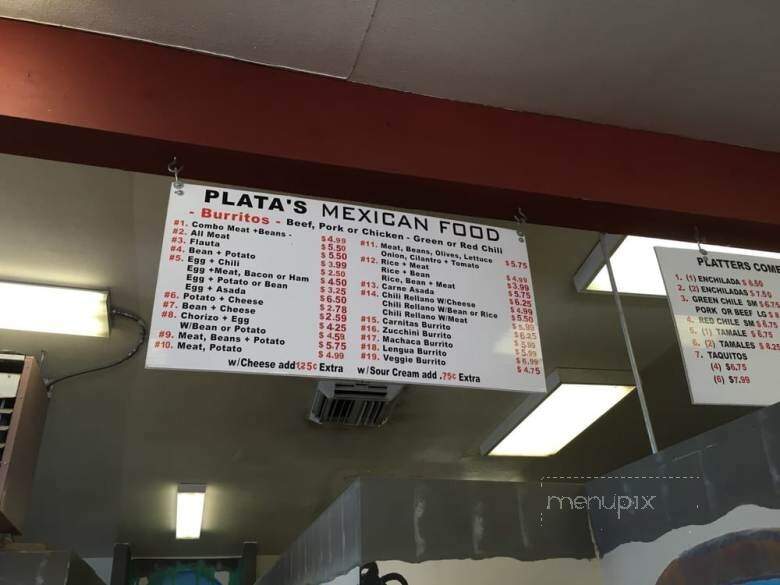 PLATA'S MEXICAN FOOD
- Burritos - Beef, Pork or Chicken - Green or Red Chili
#1. Combo Meat +Beans - $4.99
#2. All Meat $5.50
#3. Flauta $5.50
#4. Bean + Potato $3.99
#5. Egg + Chili $2.50
Egg +Meat, Bacon or Ham $4.50
Egg + Potato or Bean $3.25
Egg + Asada $6.50
#6. Potato + Cheese $2.78
#7. Bean + Cheese $2.59
#8. Chorizo + Egg $4.25
W/Bean or Potato $4.59
#9. Meat, Beans + Potato $5.75
#10. Meat, Potato $4.99
#11. Meat, Beans, Olives, Lettuce
Onion, Cilantro + Tomato $5.75
#12. Rice + Meat $4.99
Rice + Bean $3.99
Rice, Bean + Meat $5.75
#13. Carne Asada $6.25
#14. Chili Rellano W/Cheese $4.99
Chili Rellano W/Bean or Rice $5.50
Chili Rellano W/Meat $5.99
#15. Carnitas Burrito $6.25
#16. Zucchini Burrito $5.99
#17. Machaca Burrito $5.99
#18. Lengua Burrito $6.99
#19. Veggie Burrito $4.75
w/Cheese add 1.25¢ Extra w/Sour Cream add .75¢ Extra
PLATTERS COME
1. (1) ENCHILADA $6.50
2. (2) ENCHILADAS $7.50
3. GREEN CHILE SM $6.75
PORK OR BEEF LG $8
4. RED CHILE SM $6.75
5. (1) TAMALE $6.75
6. (2) TAMALES $8.25
7. TAQUITOS
(4) $6.75
(6) $7.99
menupix